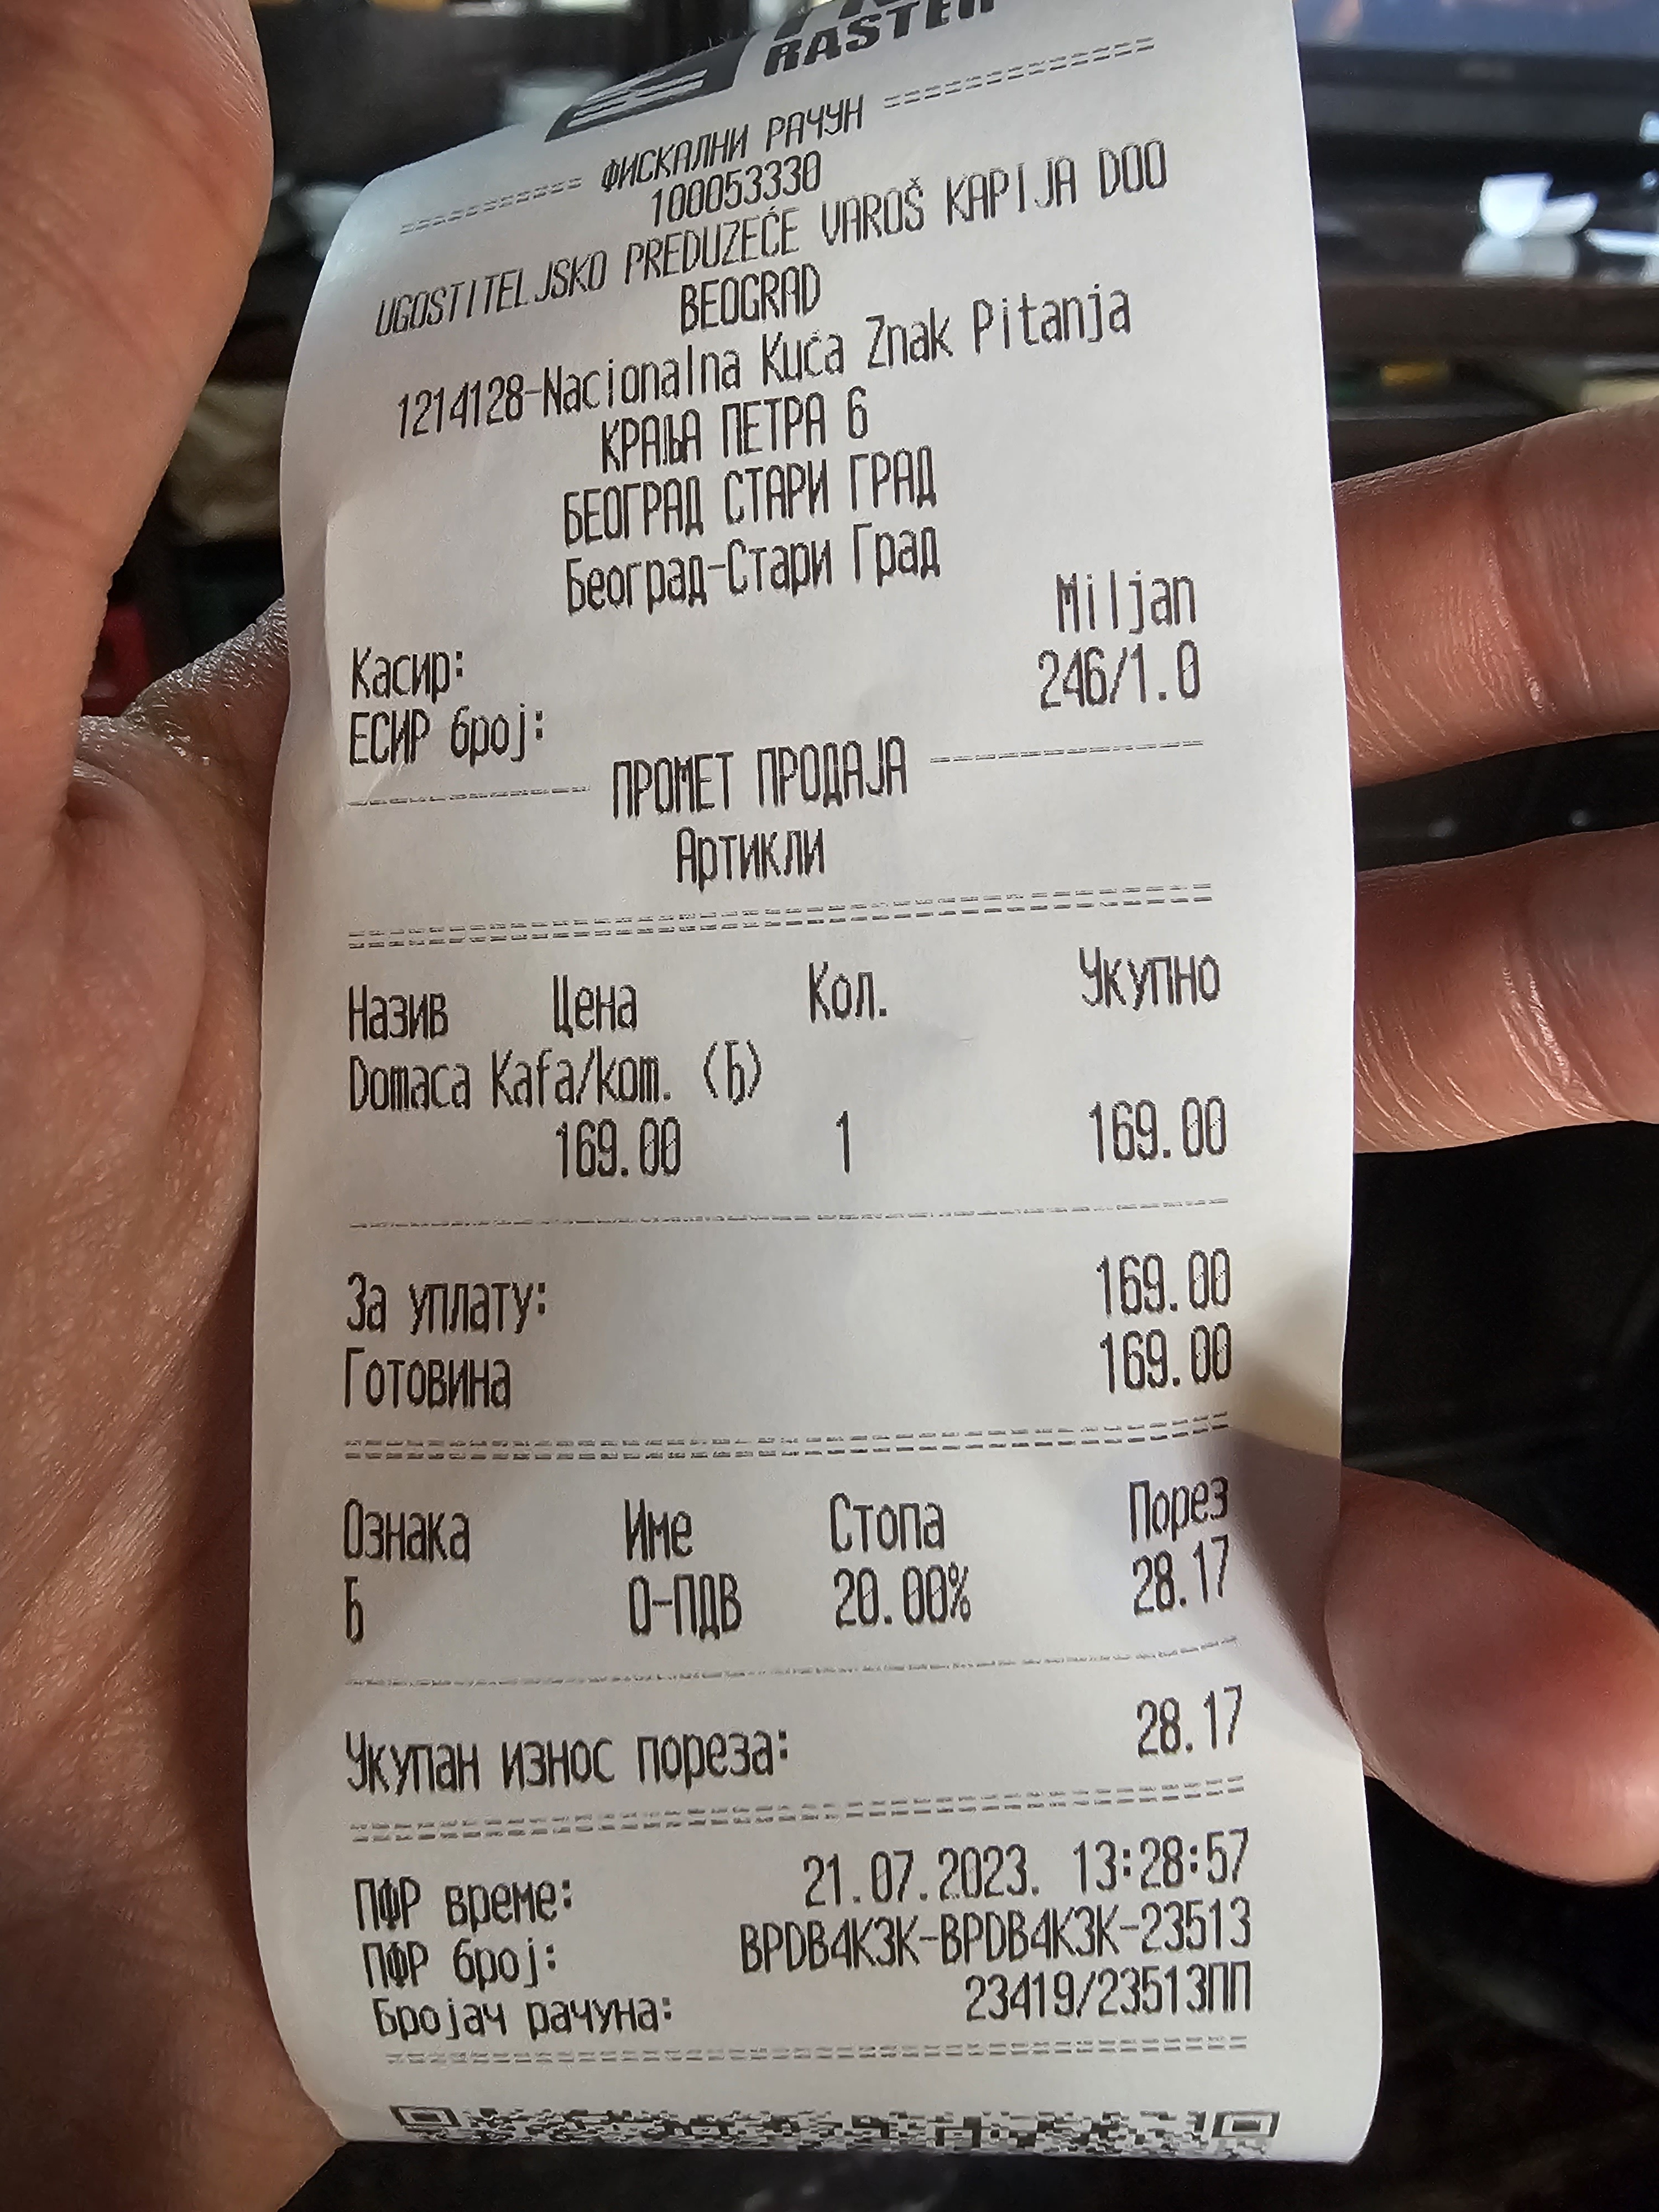 RASTER
============ ФИСКАЛНИ РАЧУН ============
100053330
UGOSTITELJSKO PREDUZEĆE VAROŠ KAPIJA DOO
BEOGRAD
1214128-Nacionalna Kuća Znak Pitanja
КРАЉА ПЕТРА 6
БЕОГРАД СТАРИ ГРАД
Београд-Стари Град
Касир: Miljan
ЕСИР број: 246/1.0
------------ ПРОМЕТ ПРОДАЈА ------------
Артикли
========================================
Назив Цена Кол. Укупно
Domaca Kafa/kom. (Ђ)
169.00 1 169.00
----------------------------------------
За уплату: 169.00
Готовина 169.00
========================================
Ознака Име Стопа Порез
Ђ О-ПДВ 20.00% 28.17
----------------------------------------
Укупан износ пореза: 28.17
========================================
ПФР време: 21.07.2023. 13:28:57
ПФР број: BPDB4K3K-BPDB4K3K-23513
Бројач рачуна: 23419/23513ПП
========================================